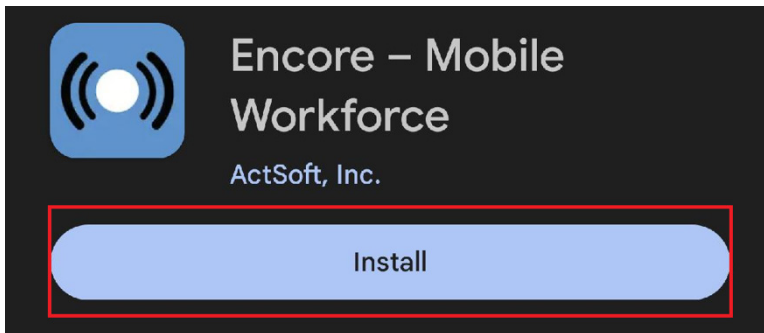 Encore – Mobile
Workforce
ActSoft, Inc.
Install